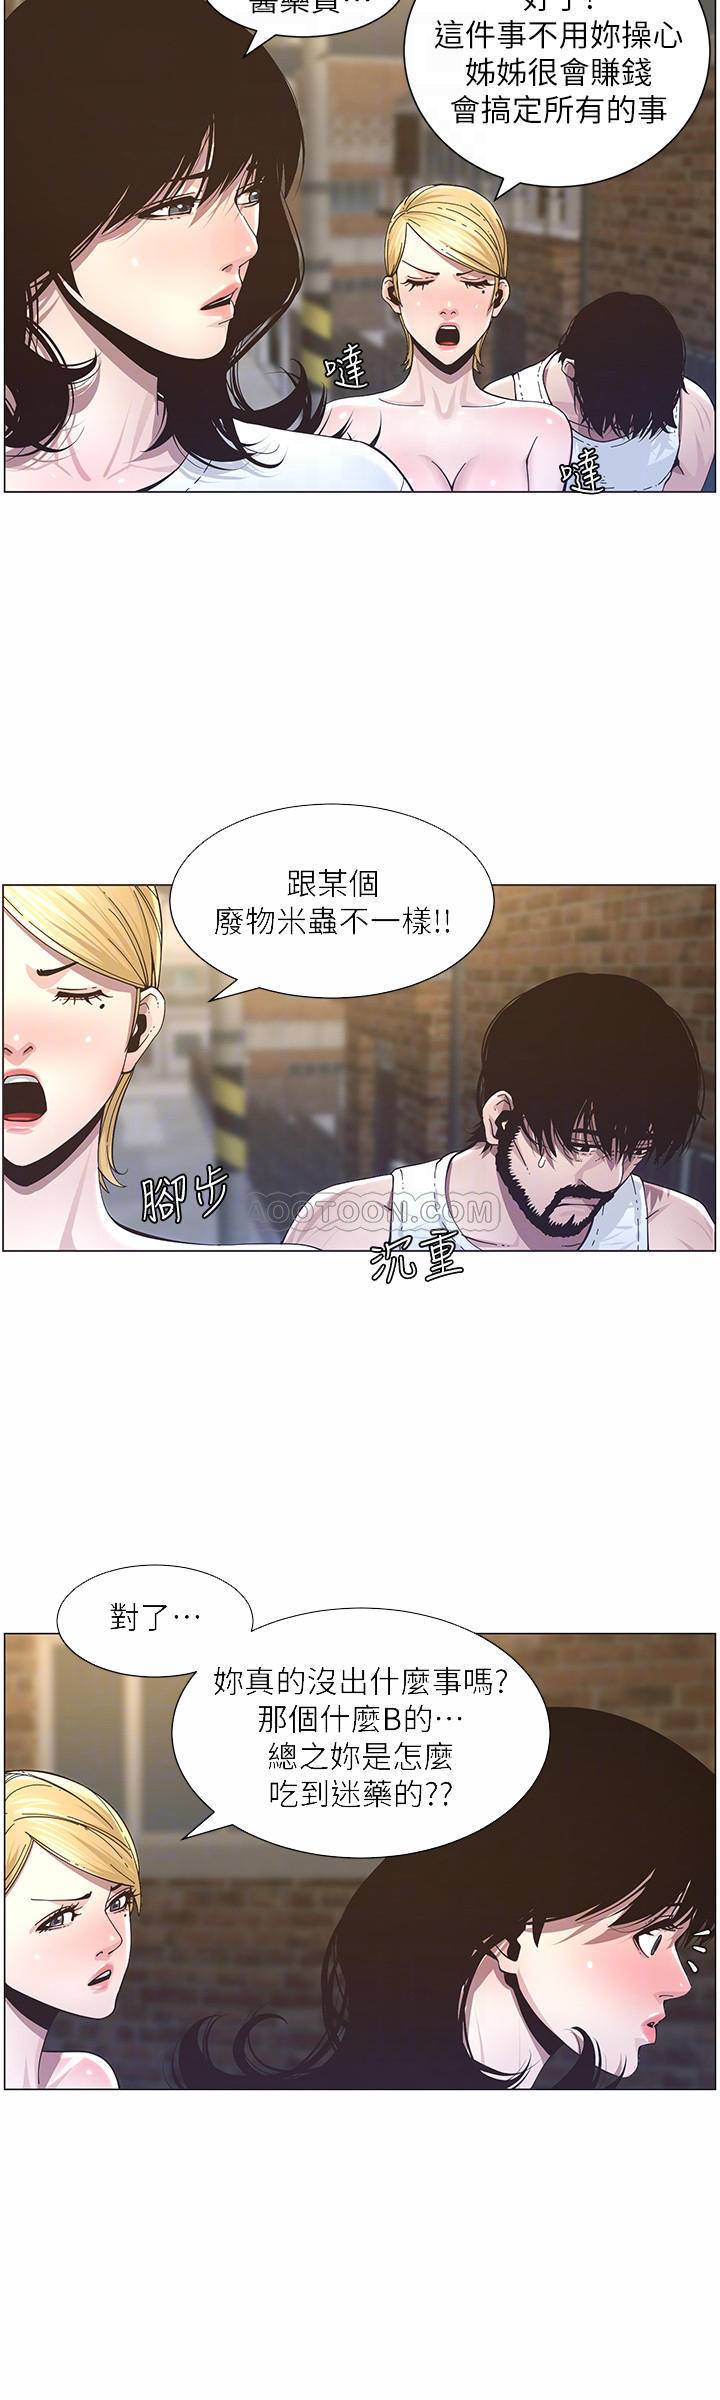 醫藥費…
好了!
這件事不用妳操心
姊姊很會賺錢
會搞定所有的事
噠
噠
跟某個
廢物米蟲不一樣!!
腳步
沉重
AOOTOON.COM
對了…
妳真的沒出什麼事嗎?
那個什麼B的…
總之妳是怎麼
吃到迷藥的??